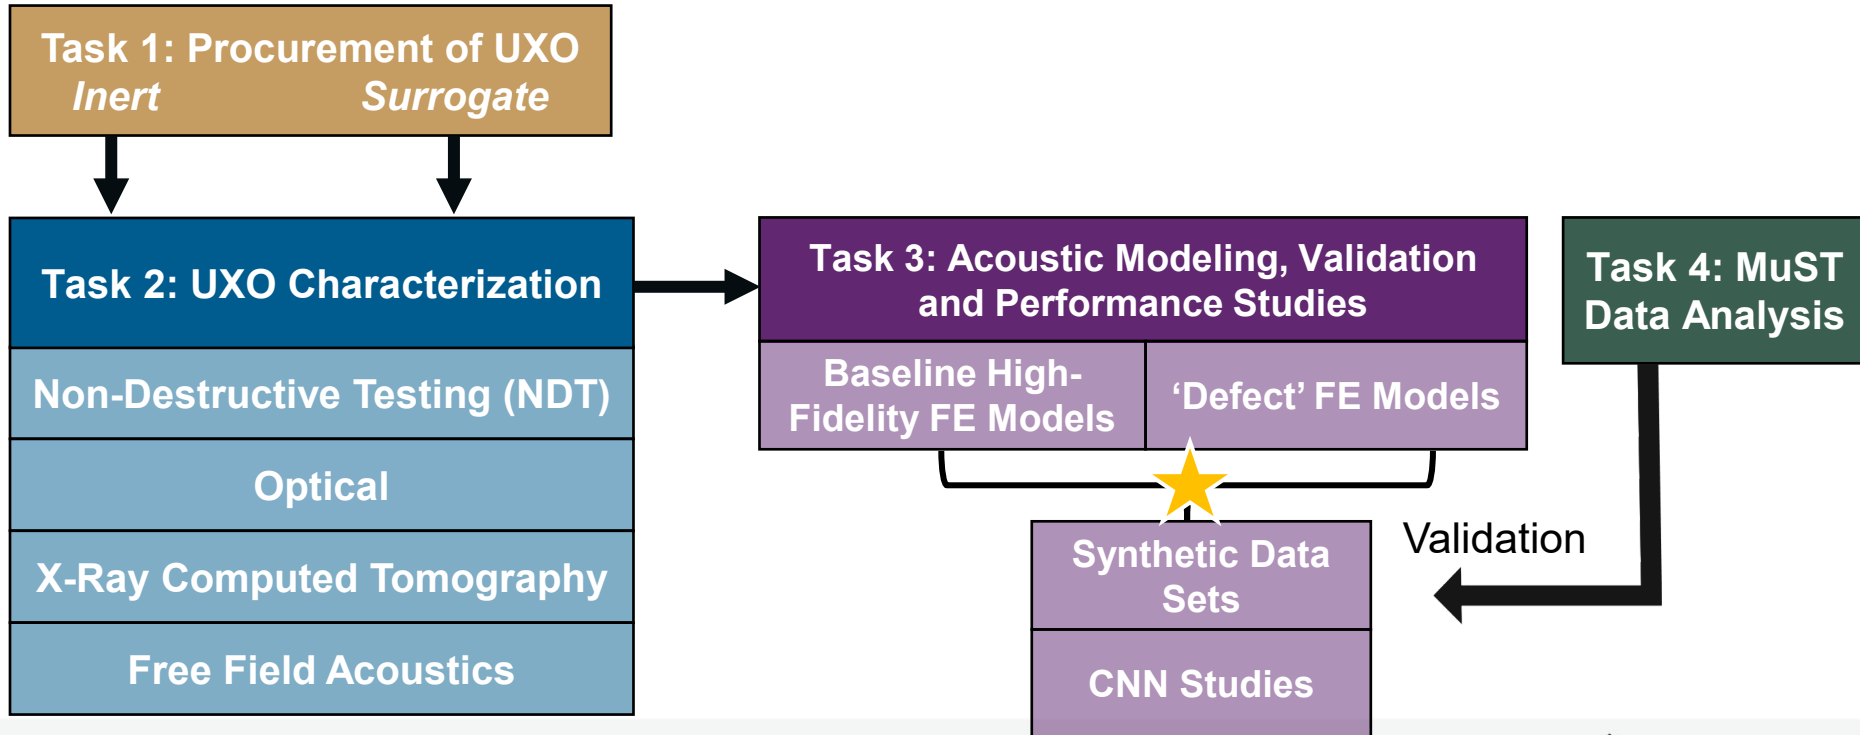 Task 1: Procurement of UXO
Inert Surrogate
Task 2: UXO Characterization
Non-Destructive Testing (NDT)
Optical
X-Ray Computed Tomography
Free Field Acoustics
Task 3: Acoustic Modeling, Validation
and Performance Studies
Baseline High-
Fidelity FE Models
‘Defect’ FE Models
Synthetic Data
Sets
CNN Studies
Validation
Task 4: MuST
Data Analysis